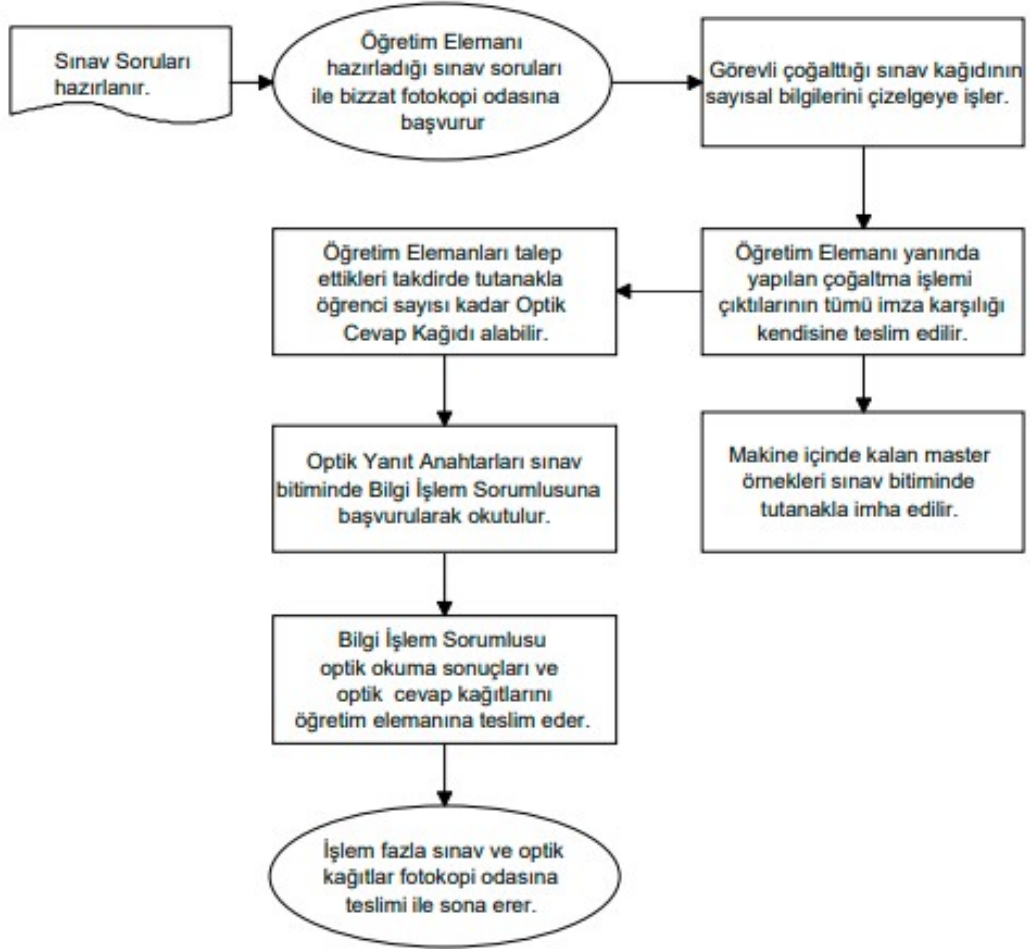 Sınav Soruları
hazırlanır.
Öğretim Elemanı
hazırladığı sınav soruları
ile bizzat fotokopi odasına
başvurur
Görevli çoğalttığı sınav kağıdının
sayısal bilgilerini çizelgeye işler.
Öğretim Elemanı yanında
yapılan çoğaltma işlemi
çıktılarının tümü imza karşılığı
kendisine teslim edilir.
Öğretim Elemanları talep
ettikleri takdirde tutanakla
öğrenci sayısı kadar Optik
Cevap Kağıdı alabilir.
Makine içinde kalan master
örnekleri sınav bitiminde
tutanakla imha edilir.
Optik Yanıt Anahtarları sınav
bitiminde Bilgi İşlem Sorumlusuna
başvurularak okutulur.
Bilgi İşlem Sorumlusu
optik okuma sonuçları ve
optik cevap kağıtlarını
öğretim elemanına teslim eder.
İşlem fazla sınav ve optik
kağıtlar fotokopi odasına
teslimi ile sona erer.